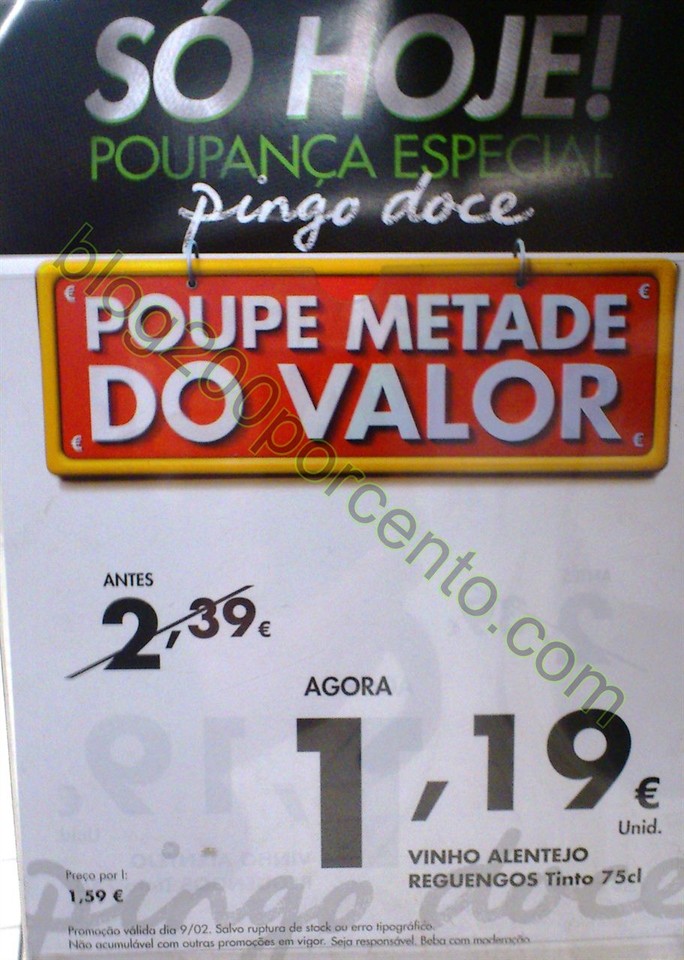 SÓ HOJE!
POUPANÇA ESPECIAL
pingo doce
€ €
POUPE METADE
DO VALOR
€ €
blog200porcento.com
ANTES
2,39 €
AGORA
1,19 €
Unid.
VINHO ALENTEJO
REGUENGOS Tinto 75cl
Preço por l:
1,59 €
pingo doce
Promoção válida dia 9/02. Salvo ruptura de stock ou erro tipográfico.
Não acumulável com outras promoções em vigor. Seja responsável. Beba com moderação.